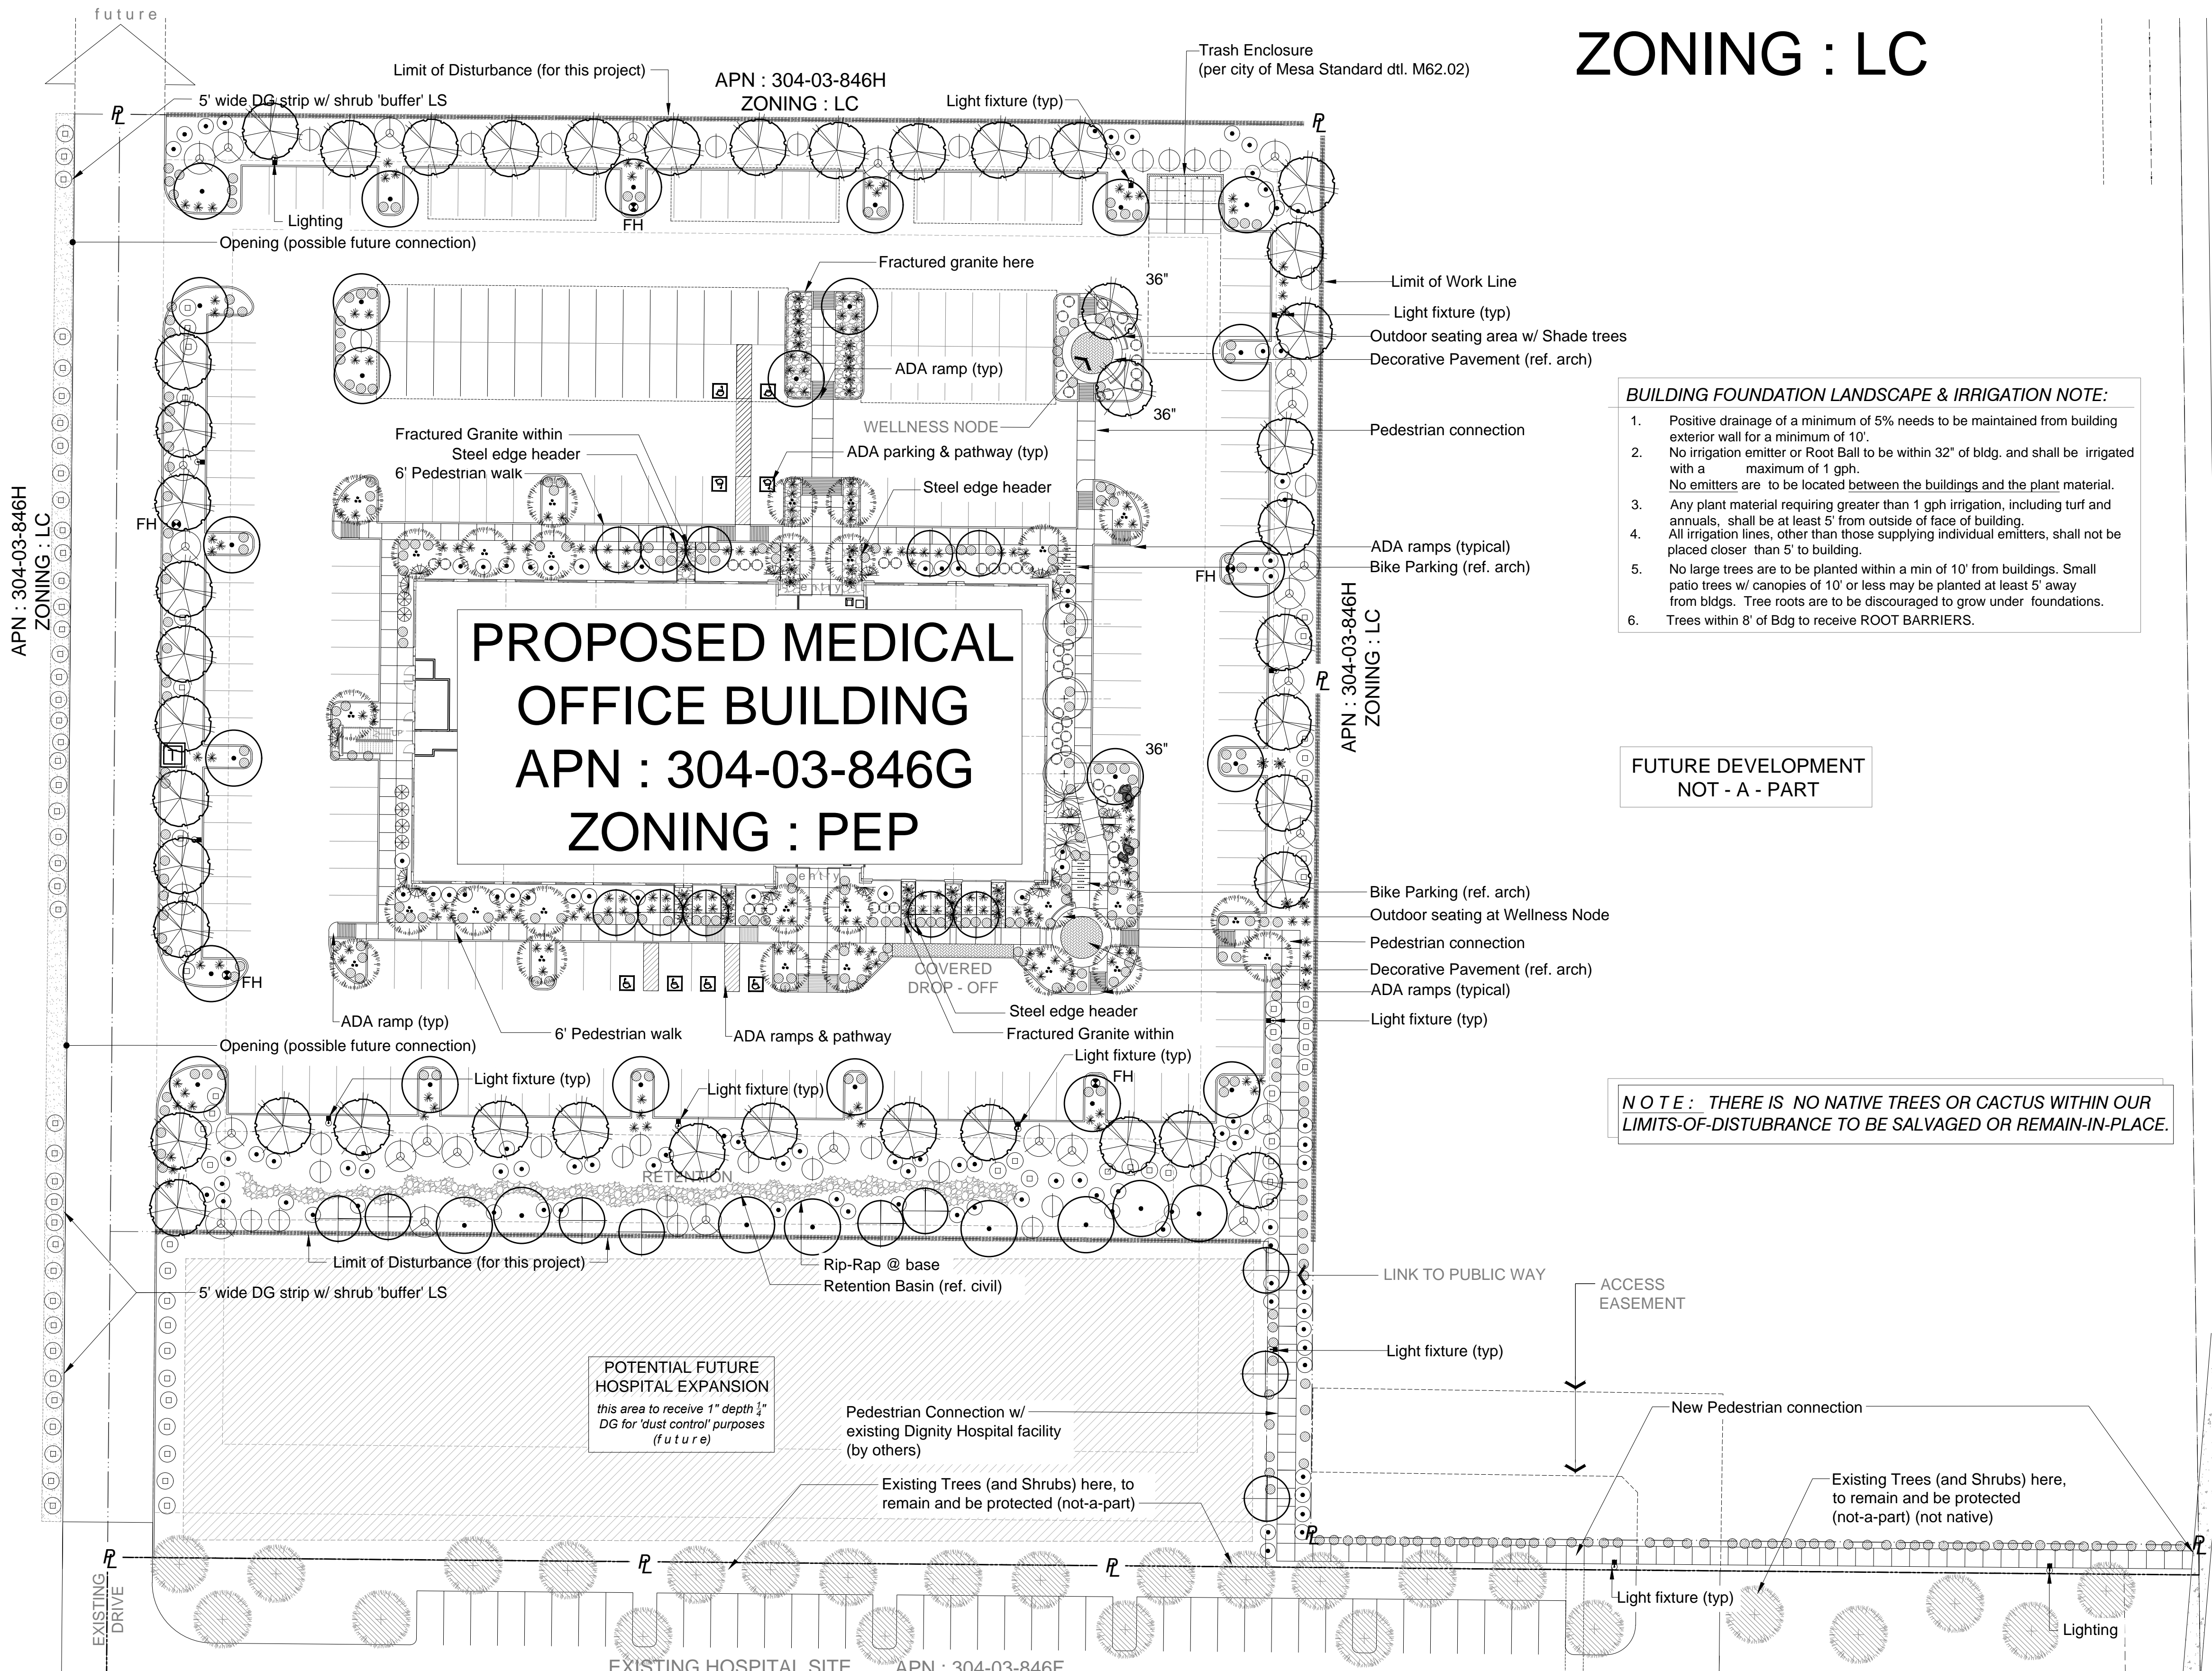 future
ZONING : LC
Trash Enclosure
(per city of Mesa Standard dtl. M62.02)
Limit of Disturbance (for this project)
APN : 304-03-846H
ZONING : LC
5' wide DG strip w/ shrub 'buffer' LS
Light fixture (typ)
PL
PL
Lighting
FH
Opening (possible future connection)
Fractured granite here
36"
Limit of Work Line
Light fixture (typ)
Outdoor seating area w/ Shade trees
Decorative Pavement (ref. arch)
ADA ramp (typ)
36"
WELLNESS NODE
Pedestrian connection
Fractured Granite within
Steel edge header
6' Pedestrian walk
ADA parking & pathway (typ)
Steel edge header
BUILDING FOUNDATION LANDSCAPE & IRRIGATION NOTE:
1. Positive drainage of a minimum of 5% needs to be maintained from building
exterior wall for a minimum of 10'.
2. No irrigation emitter or Root Ball to be within 32" of bldg. and shall be irrigated
with a maximum of 1 gph.
No emitters are to be located between the buildings and the plant material.
3. Any plant material requiring greater than 1 gph irrigation, including turf and
annuals, shall be at least 5' from outside of face of building.
4. All irrigation lines, other than those supplying individual emitters, shall not be
placed closer than 5' to building.
5. No large trees are to be planted within a min of 10' from buildings. Small
patio trees w/ canopies of 10' or less may be planted at least 5' away
from bldgs. Tree roots are to be discouraged to grow under foundations.
6. Trees within 8' of Bdg to receive ROOT BARRIERS.
APN : 304-03-846H
ZONING : LC
FH
ADA ramps (typical)
Bike Parking (ref. arch)
FH
entry
PROPOSED MEDICAL
OFFICE BUILDING
APN : 304-03-846G
ZONING : PEP
APN : 304-03-846H
ZONING : LC
PL
UP
T
36"
FUTURE DEVELOPMENT
NOT - A - PART
entry
Bike Parking (ref. arch)
Outdoor seating at Wellness Node
Pedestrian connection
Decorative Pavement (ref. arch)
ADA ramps (typical)
Light fixture (typ)
FH
COVERED
DROP - OFF
ADA ramp (typ)
6' Pedestrian walk
ADA ramps & pathway
Steel edge header
Fractured Granite within
Opening (possible future connection)
Light fixture (typ)
Light fixture (typ)
Light fixture (typ)
FH
NOTE: THERE IS NO NATIVE TREES OR CACTUS WITHIN OUR
LIMITS-OF-DISTUBRANCE TO BE SALVAGED OR REMAIN-IN-PLACE.
RETENTION
Limit of Disturbance (for this project)
Rip-Rap @ base
Retention Basin (ref. civil)
5' wide DG strip w/ shrub 'buffer' LS
LINK TO PUBLIC WAY
ACCESS
EASEMENT
Light fixture (typ)
POTENTIAL FUTURE
HOSPITAL EXPANSION
this area to receive 1" depth 1/4"
DG for 'dust control' purposes
(future)
Pedestrian Connection w/
existing Dignity Hospital facility
(by others)
New Pedestrian connection
Existing Trees (and Shrubs) here, to
remain and be protected (not-a-part)
Existing Trees (and Shrubs) here,
to remain and be protected
(not-a-part) (not native)
PL
PL
PL
PL
PL
EXISTING
DRIVE
Light fixture (typ)
Lighting
EXISTING HOSPITAL SITE APN : 304-03-846F